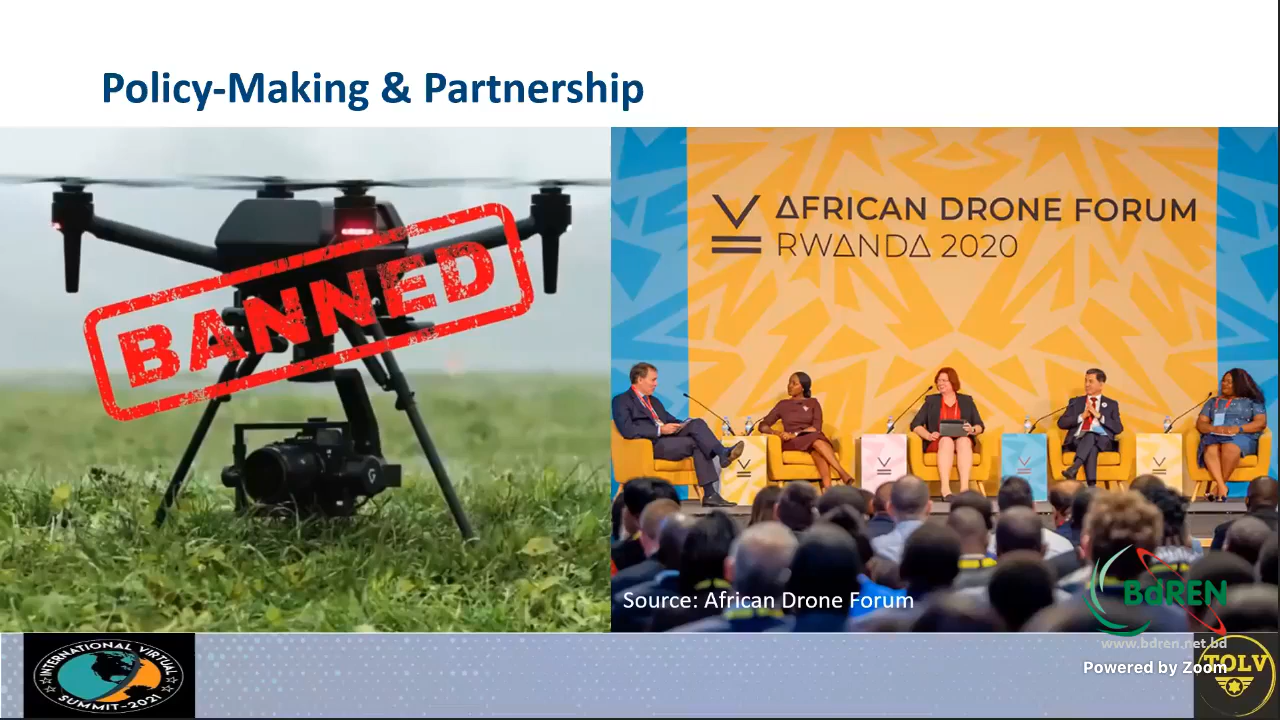 Policy-Making & Partnership
BANNED
AFRICAN DRONE FORUM
RWANDA 2020
Source: African Drone Forum
BdREN
www.bdren.net.bd
Powered by Zoom
INTERNATIONAL VIRTUAL
SUMMIT-2021
TOLV